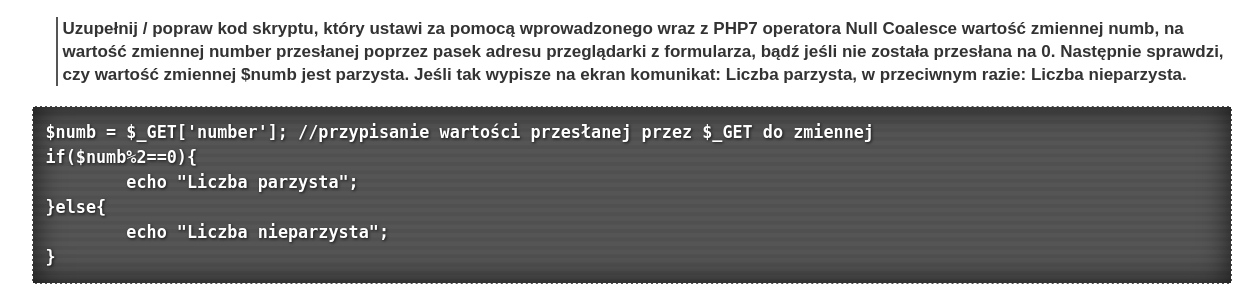 Uzupełnij / popraw kod skryptu, który ustawi za pomocą wprowadzonego wraz z PHP7 operatora Null Coalesce wartość zmiennej numb, na
wartość zmiennej number przesłanej poprzez pasek adresu przeglądarki z formularza, bądź jeśli nie została przesłana na 0. Następnie sprawdzi,
czy wartość zmiennej $numb jest parzysta. Jeśli tak wypisze na ekran komunikat: Liczba parzysta, w przeciwnym razie: Liczba nieparzysta.
$numb = $_GET['number']; //przypisanie wartości przesłanej przez $_GET do zmiennej
if($numb%2==0){
        echo "Liczba parzysta";
}else{
        echo "Liczba nieparzysta";
}